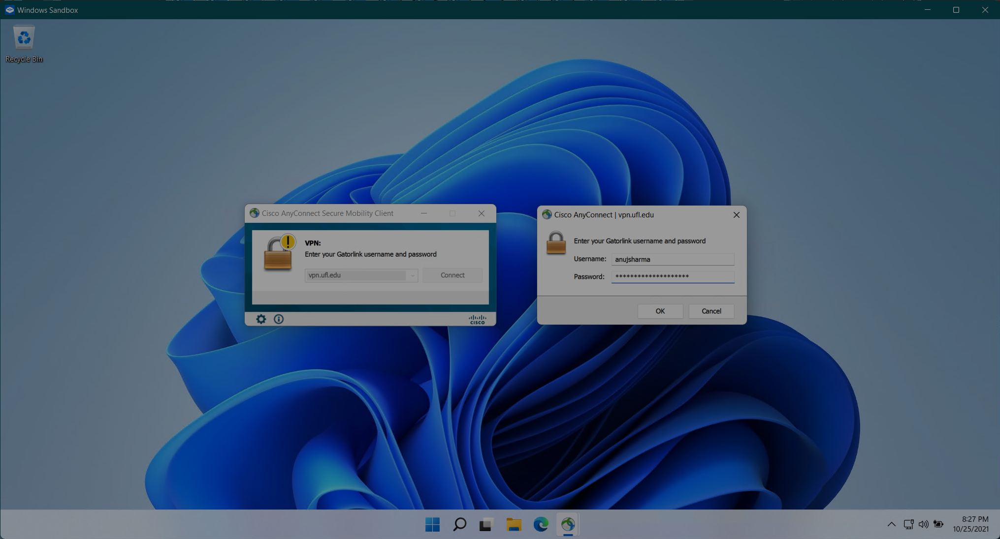 Windows Sandbox
Recycle Bin
Cisco AnyConnect Secure Mobility Client
VPN:
Enter your Gatorlink username and password
vpn.ufl.edu
Connect
CISCO
Cisco AnyConnect | vpn.ufl.edu
Enter your Gatorlink username and password
Username: anujsharma
Password: ********************
OK
Cancel
8:27 PM
10/25/2021